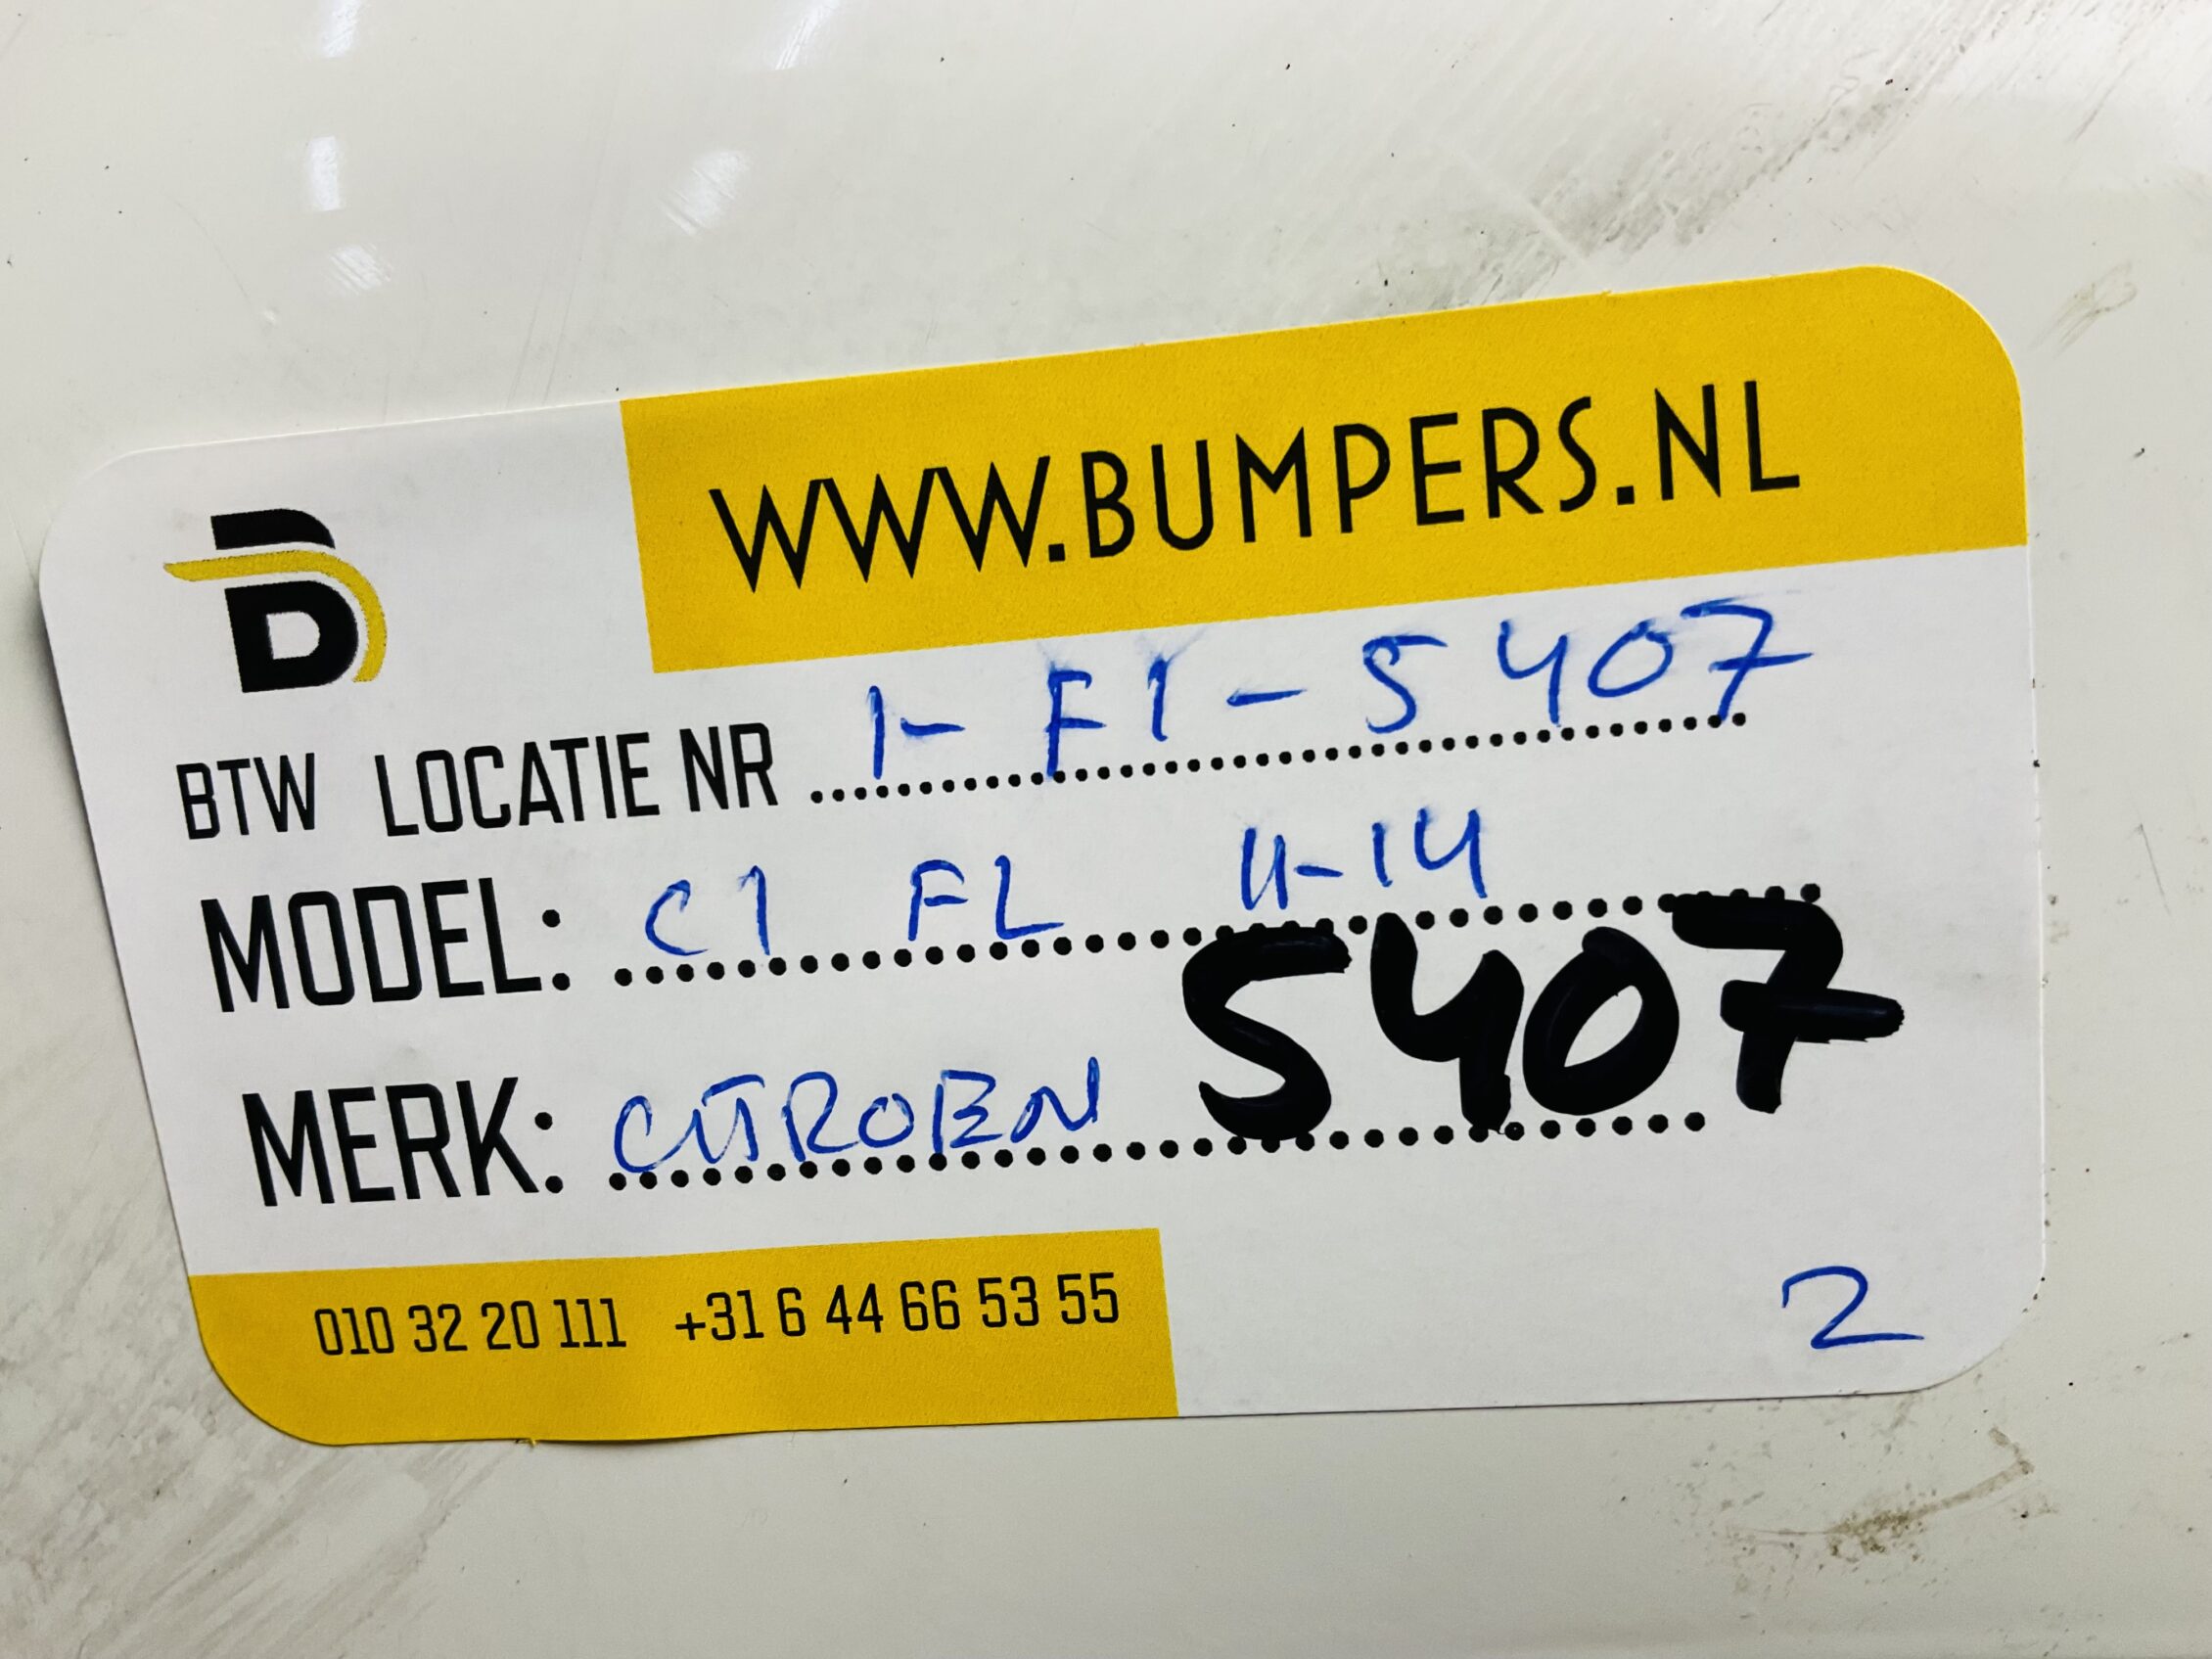 WWW.BUMPERS.NL
BTW LOCATIE NR 1- F1 - 5407
MODEL: C1 FL 11-14
5407
MERK: CITROEN
010 32 20 111 +31 6 44 66 53 55
2